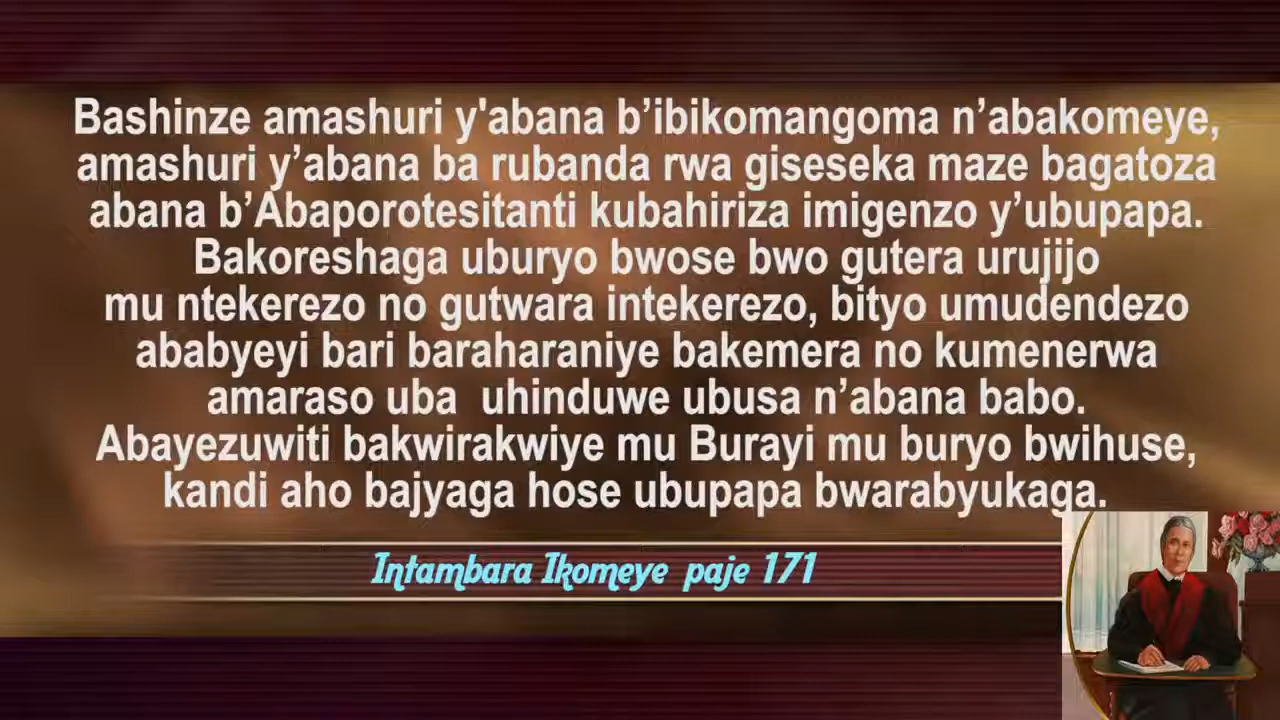 Bashinze amashuri y'abana b’ibikomangoma n’abakomeye,
amashuri y’abana ba rubanda rwa giseseka maze bagatoza
abana b’Abaporotesitanti kubahiriza imigenzo y’ubupapa.
Bakoreshaga uburyo bwose bwo gutera urujijo
mu ntekerezo no gutwara intekerezo, bityo umudendezo
ababyeyi bari baraharaniye bakemera no kumenerwa
amaraso uba  uhinduwe ubusa n’abana babo.
Abayezuwiti bakwirakwiye mu Burayi mu buryo bwihuse,
kandi aho bajyaga hose ubupapa bwarabyukaga.
Intambara Ikomeye  paje 171